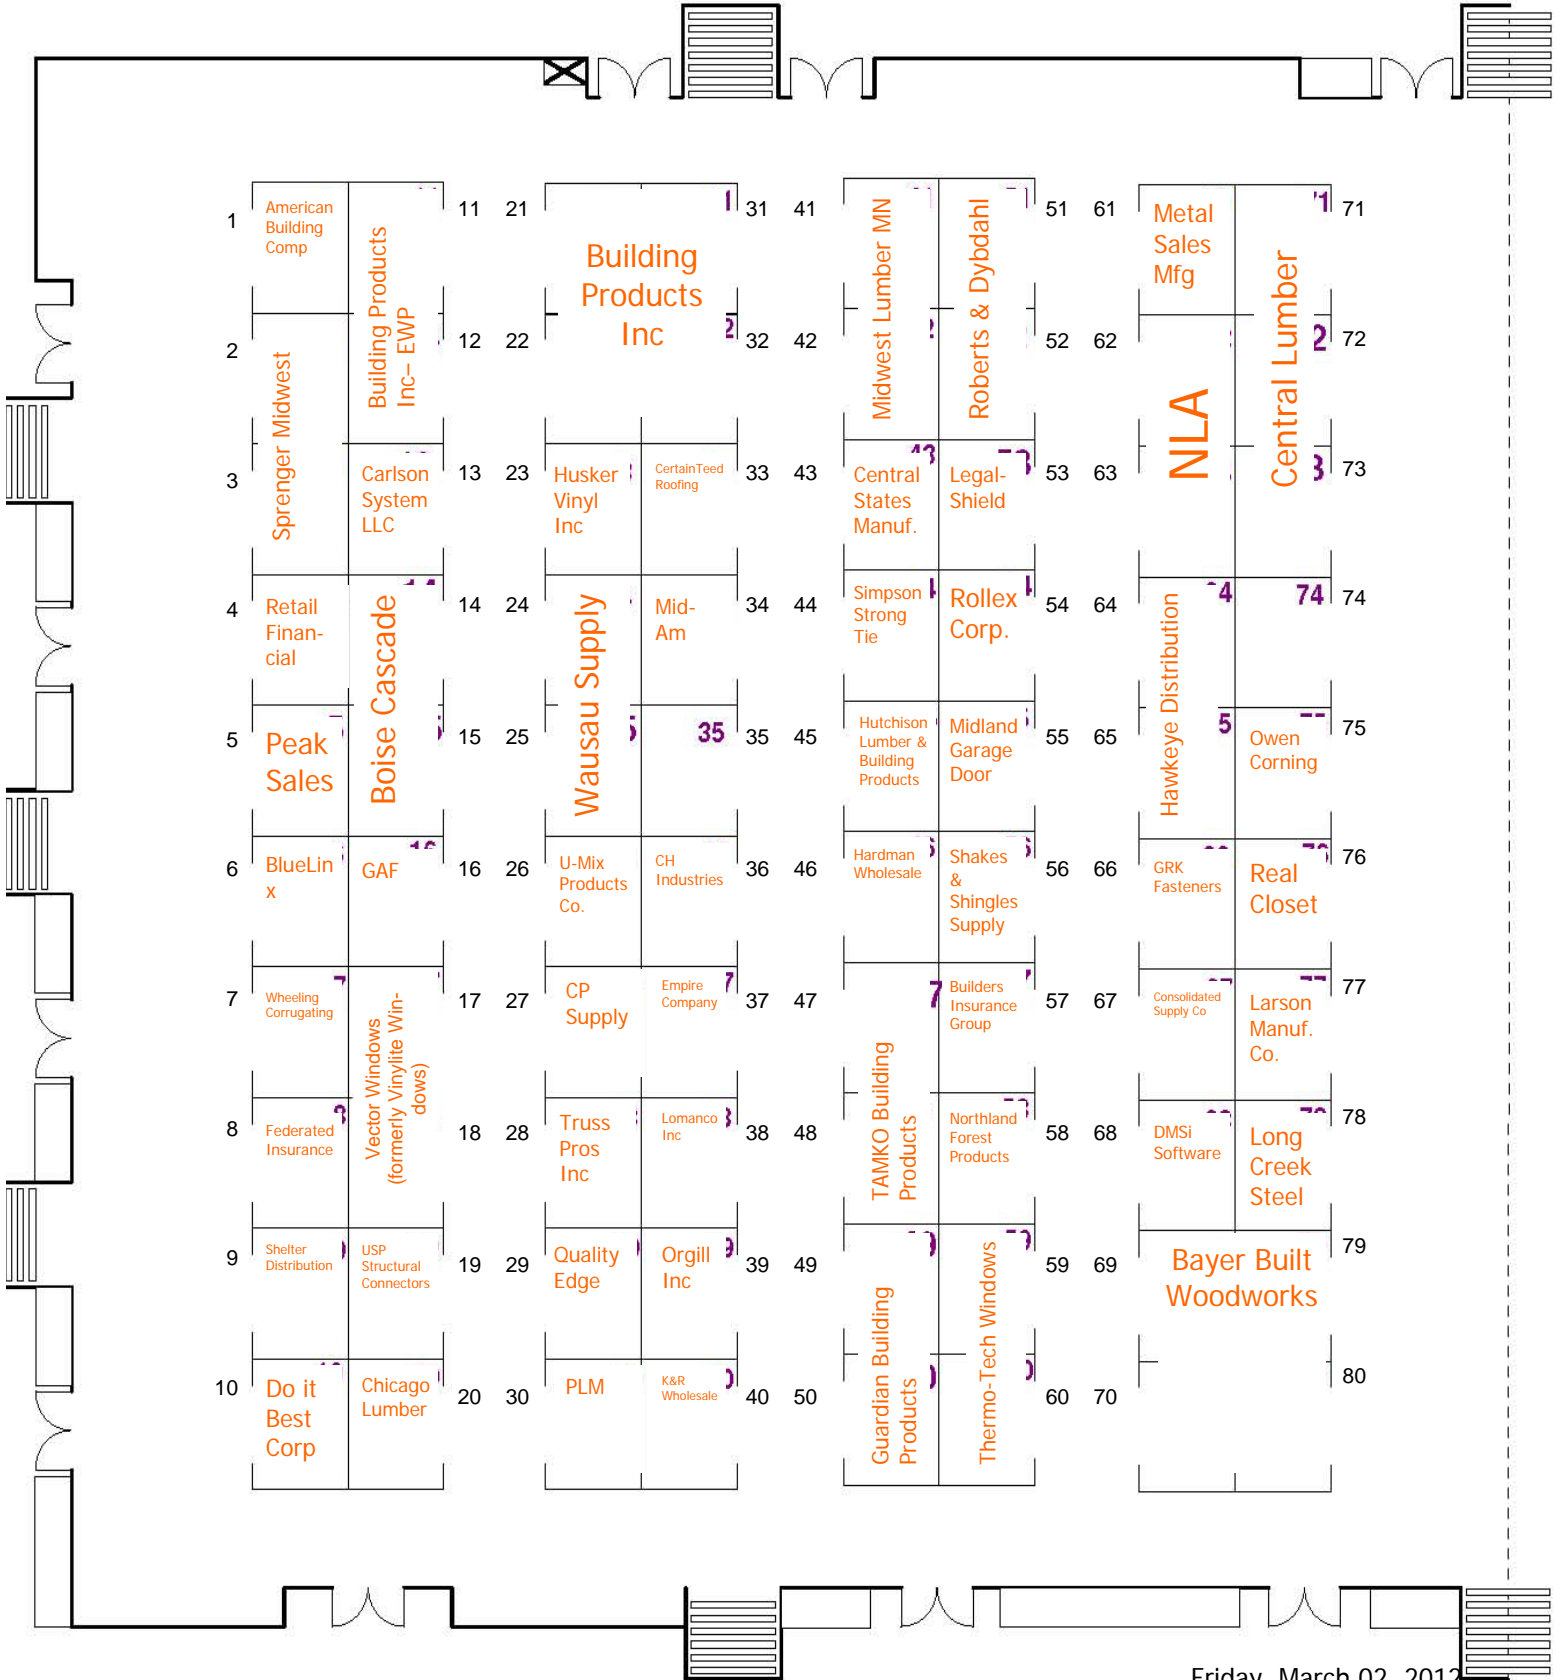 1
American
Building
Comp
Building Products
Inc– EWP
11
21
Building
Products
Inc
31
41
Midwest Lumber MN
Roberts & Dybdahl
51
61
Metal
Sales
Mfg
Central Lumber
71
2
Sprenger Midwest
12
22
32
42
52
62
NLA
2
72
3
Carlson
System
LLC
13
23
Husker
Vinyl
Inc
CertainTeed
Roofing
33
43
Central
States
Manuf.
Legal-
Shield
53
63
73
4
Retail
Finan-
cial
Boise Cascade
14
24
Wausau Supply
Mid-
Am
34
44
Simpson
Strong
Tie
Rollex
Corp.
54
64
Hawkeye Distribution
4
74
74
5
Peak
Sales
15
25
35
35
45
Hutchison
Lumber &
Building
Products
Midland
Garage
Door
55
65
5
Owen
Corning
75
6
BlueLin
x
GAF
16
26
U-Mix
Products
Co.
CH
Industries
36
46
Hardman
Wholesale
Shakes
&
Shingles
Supply
56
66
GRK
Fasteners
Real
Closet
76
7
Wheeling
Corrugating
Vector Windows
(formerly Vinylite Win-
dows)
17
27
CP
Supply
Empire
Company
7
37
47
TAMKO Building
Products
7
Builders
Insurance
Group
57
67
Consolidated
Supply Co
Larson
Manuf.
Co.
77
8
Federated
Insurance
18
28
Truss
Pros
Inc
Lomanco
Inc
38
48
Northland
Forest
Products
58
68
DMSi
Software
Long
Creek
Steel
78
9
Shelter
Distribution
USP
Structural
Connectors
19
29
Quality
Edge
Orgill
Inc
39
49
Guardian Building
Products
Thermo-Tech Windows
59
69
Bayer Built
Woodworks
79
10
Do it
Best
Corp
Chicago
Lumber
20
30
PLM
K&R
Wholesale
40
50
60
70
80
Friday, March 02, 2012